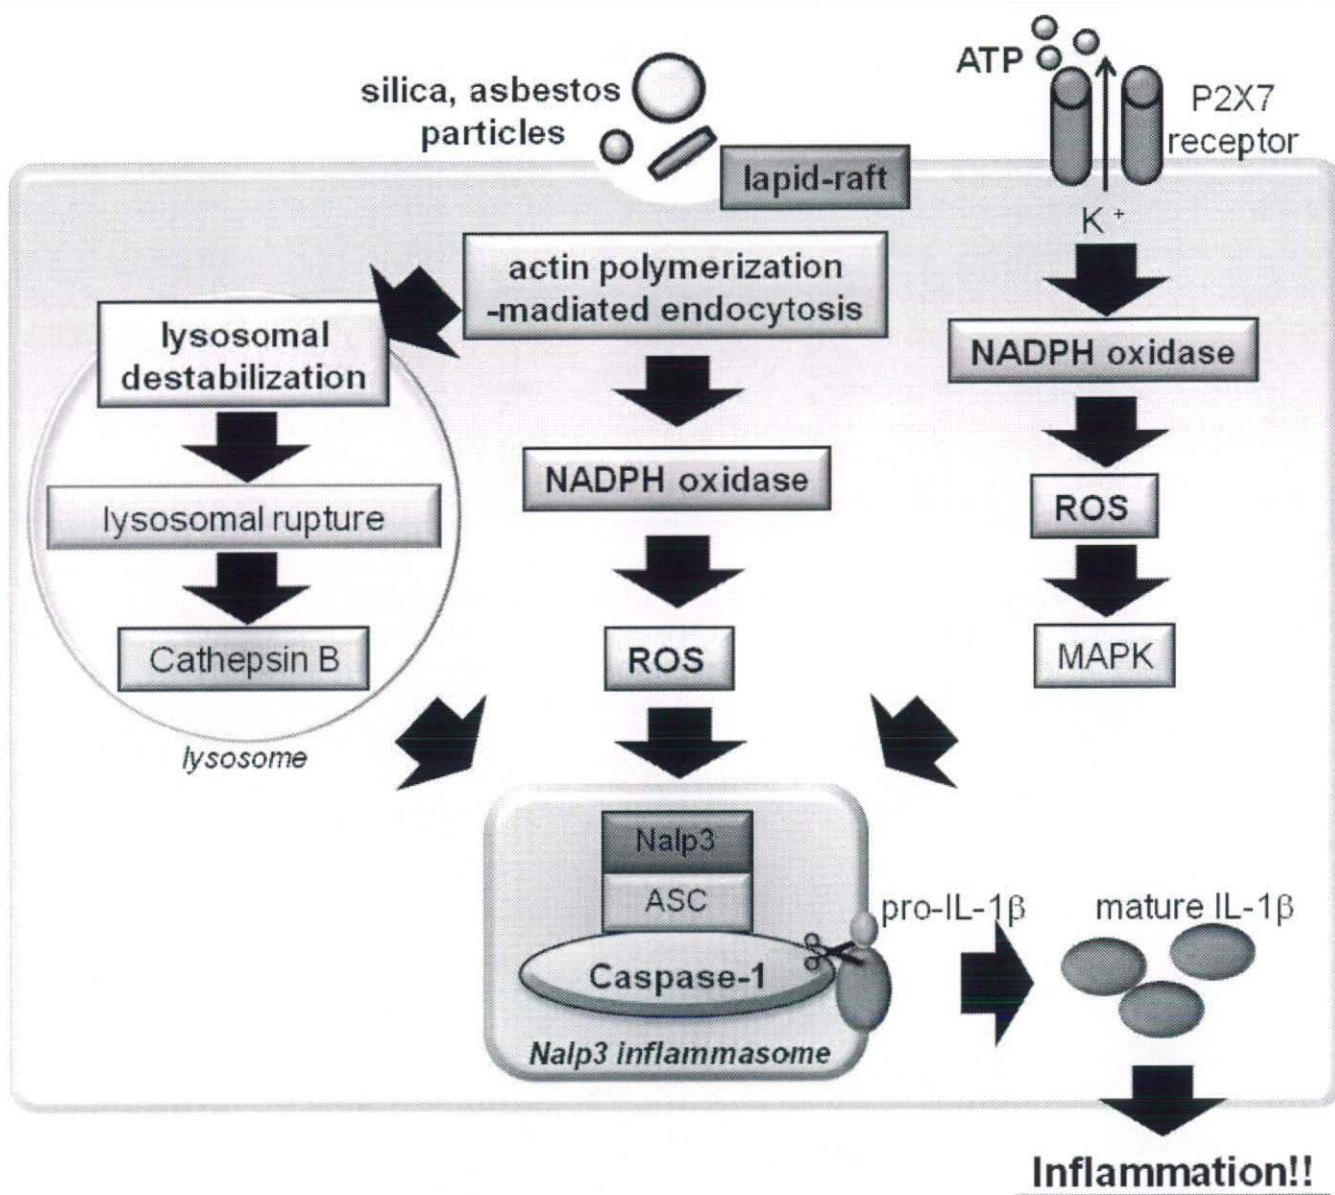 silica, asbestos
particles
lapid-raft
ATP
P2X7
receptor
K +
actin polymerization
-madiated endocytosis
lysosomal
destabilization
NADPH oxidase
NADPH oxidase
lysosomal rupture
ROS
Cathepsin B
ROS
MAPK
lysosome
Nalp3
ASC
Caspase-1
Nalp3 inflammasome
pro-IL-1β
mature IL-1β
Inflammation!!